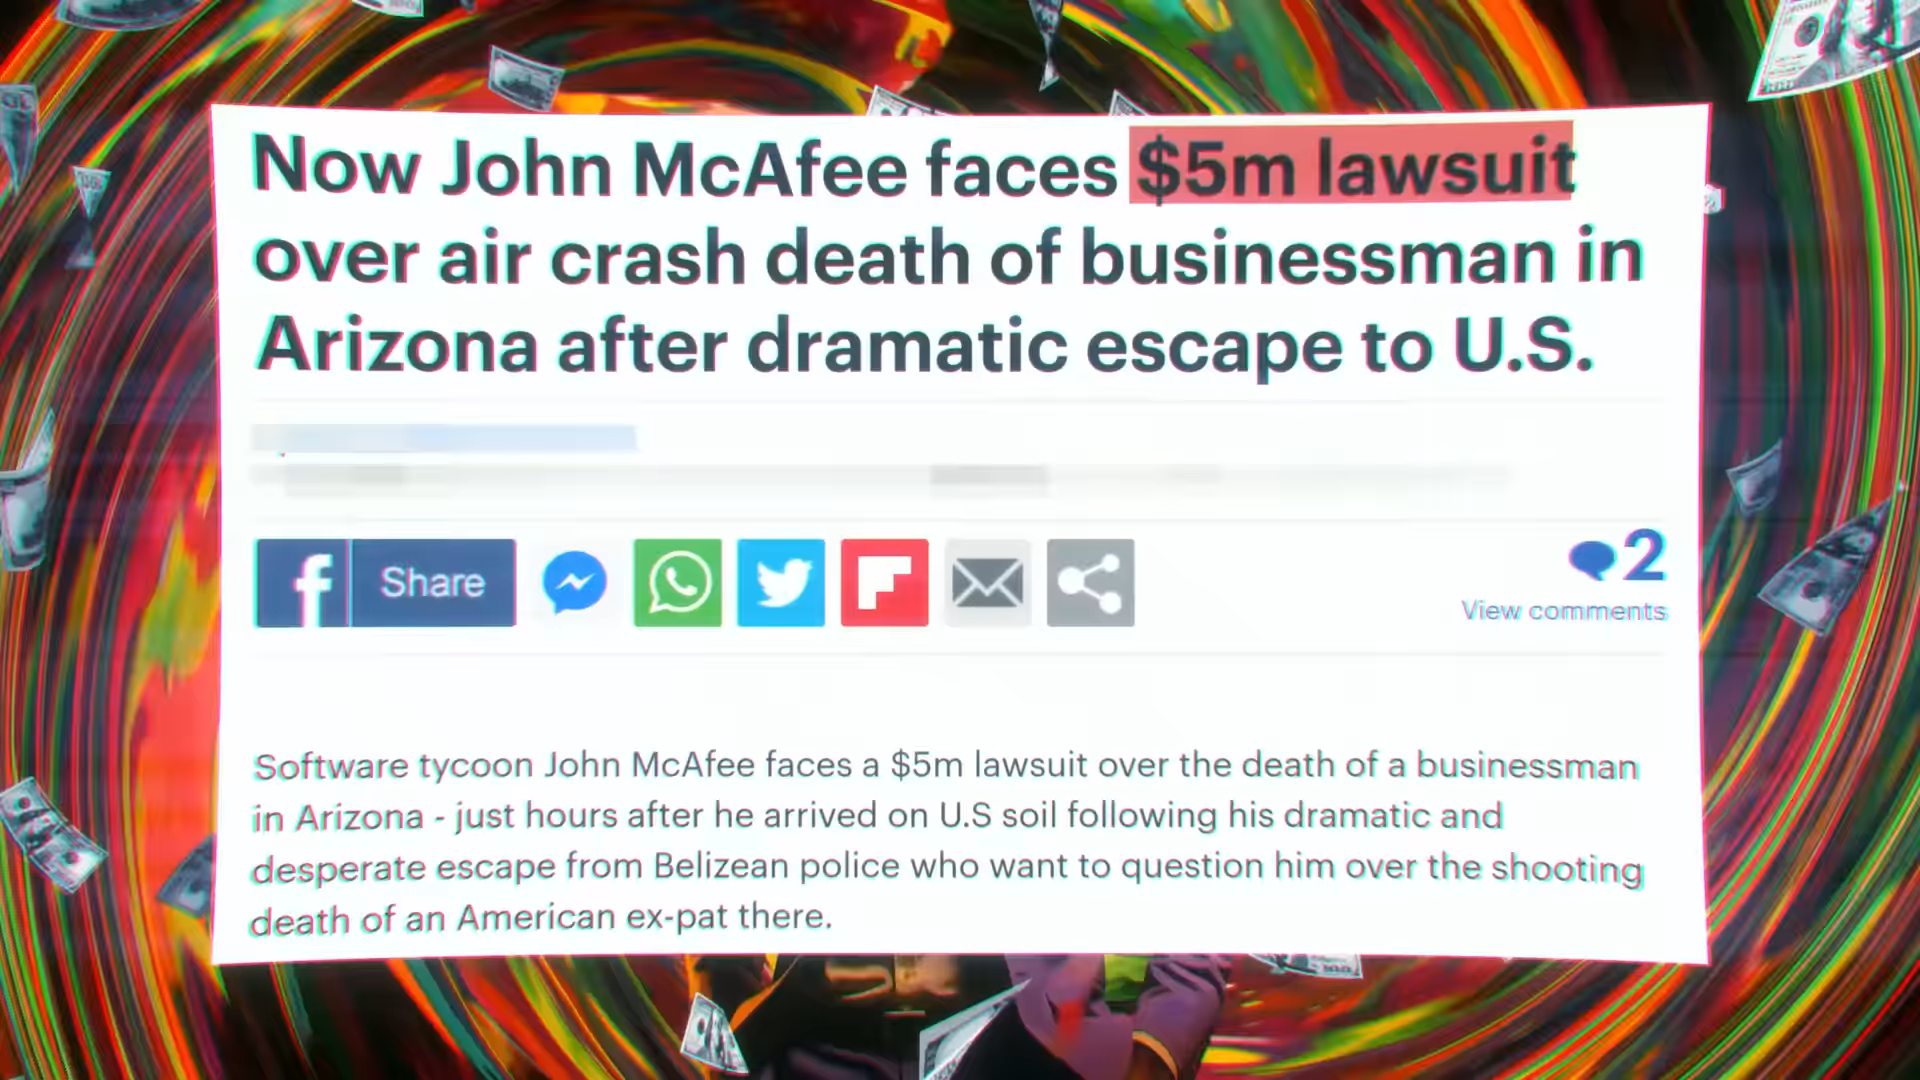 Now John McAfee faces $5m lawsuit
over air crash death of businessman in
Arizona after dramatic escape to U.S.
f Share
2
View comments
Software tycoon John McAfee faces a $5m lawsuit over the death of a businessman
in Arizona - just hours after he arrived on U.S soil following his dramatic and
desperate escape from Belizean police who want to question him over the shooting
death of an American ex-pat there.